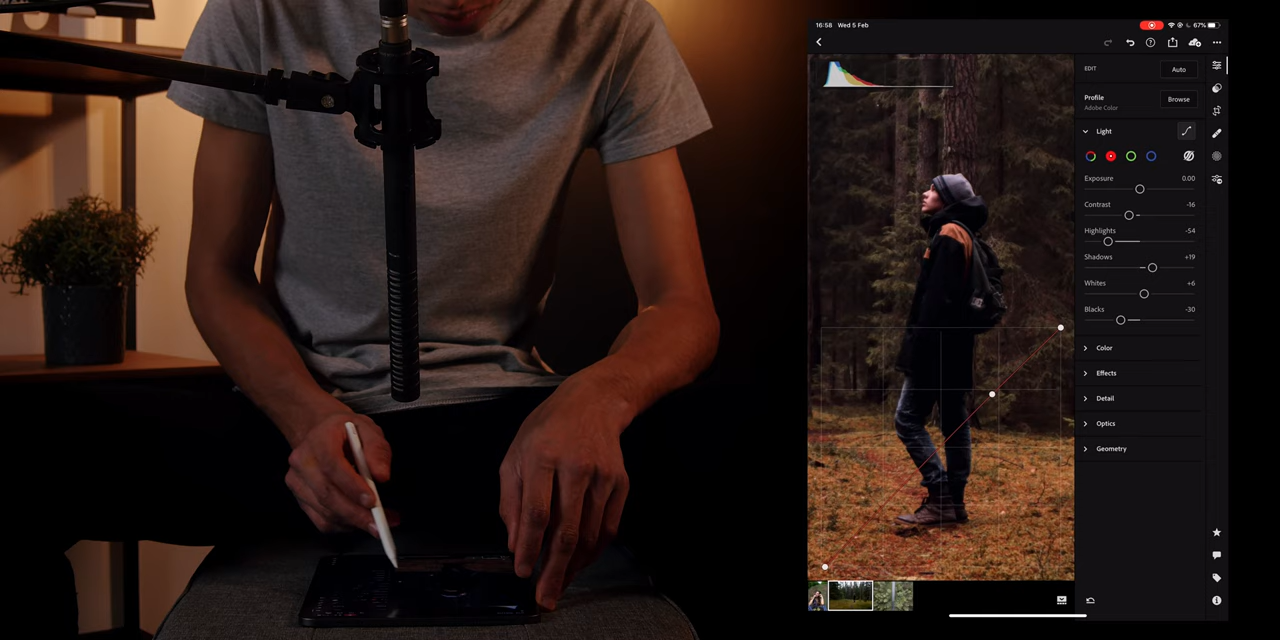 16:58 Wed 5 Feb
67%
EDIT
Auto
Profile
Adobe Color
Browse
Light
Exposure 0.00
Contrast -16
Highlights -54
Shadows +19
Whites +6
Blacks -30
Color
Effects
Detail
Optics
Geometry